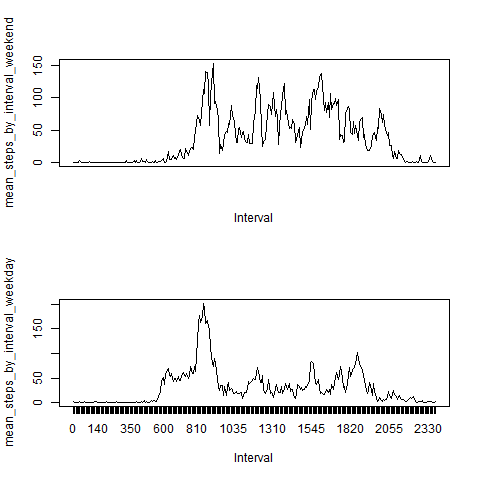 mean_steps_by_interval_weekend
0 50 100 150
Interval
mean_steps_by_interval_weekday
0 50 150
0 140 350 600 810 1035 1310 1545 1820 2055 2330
Interval